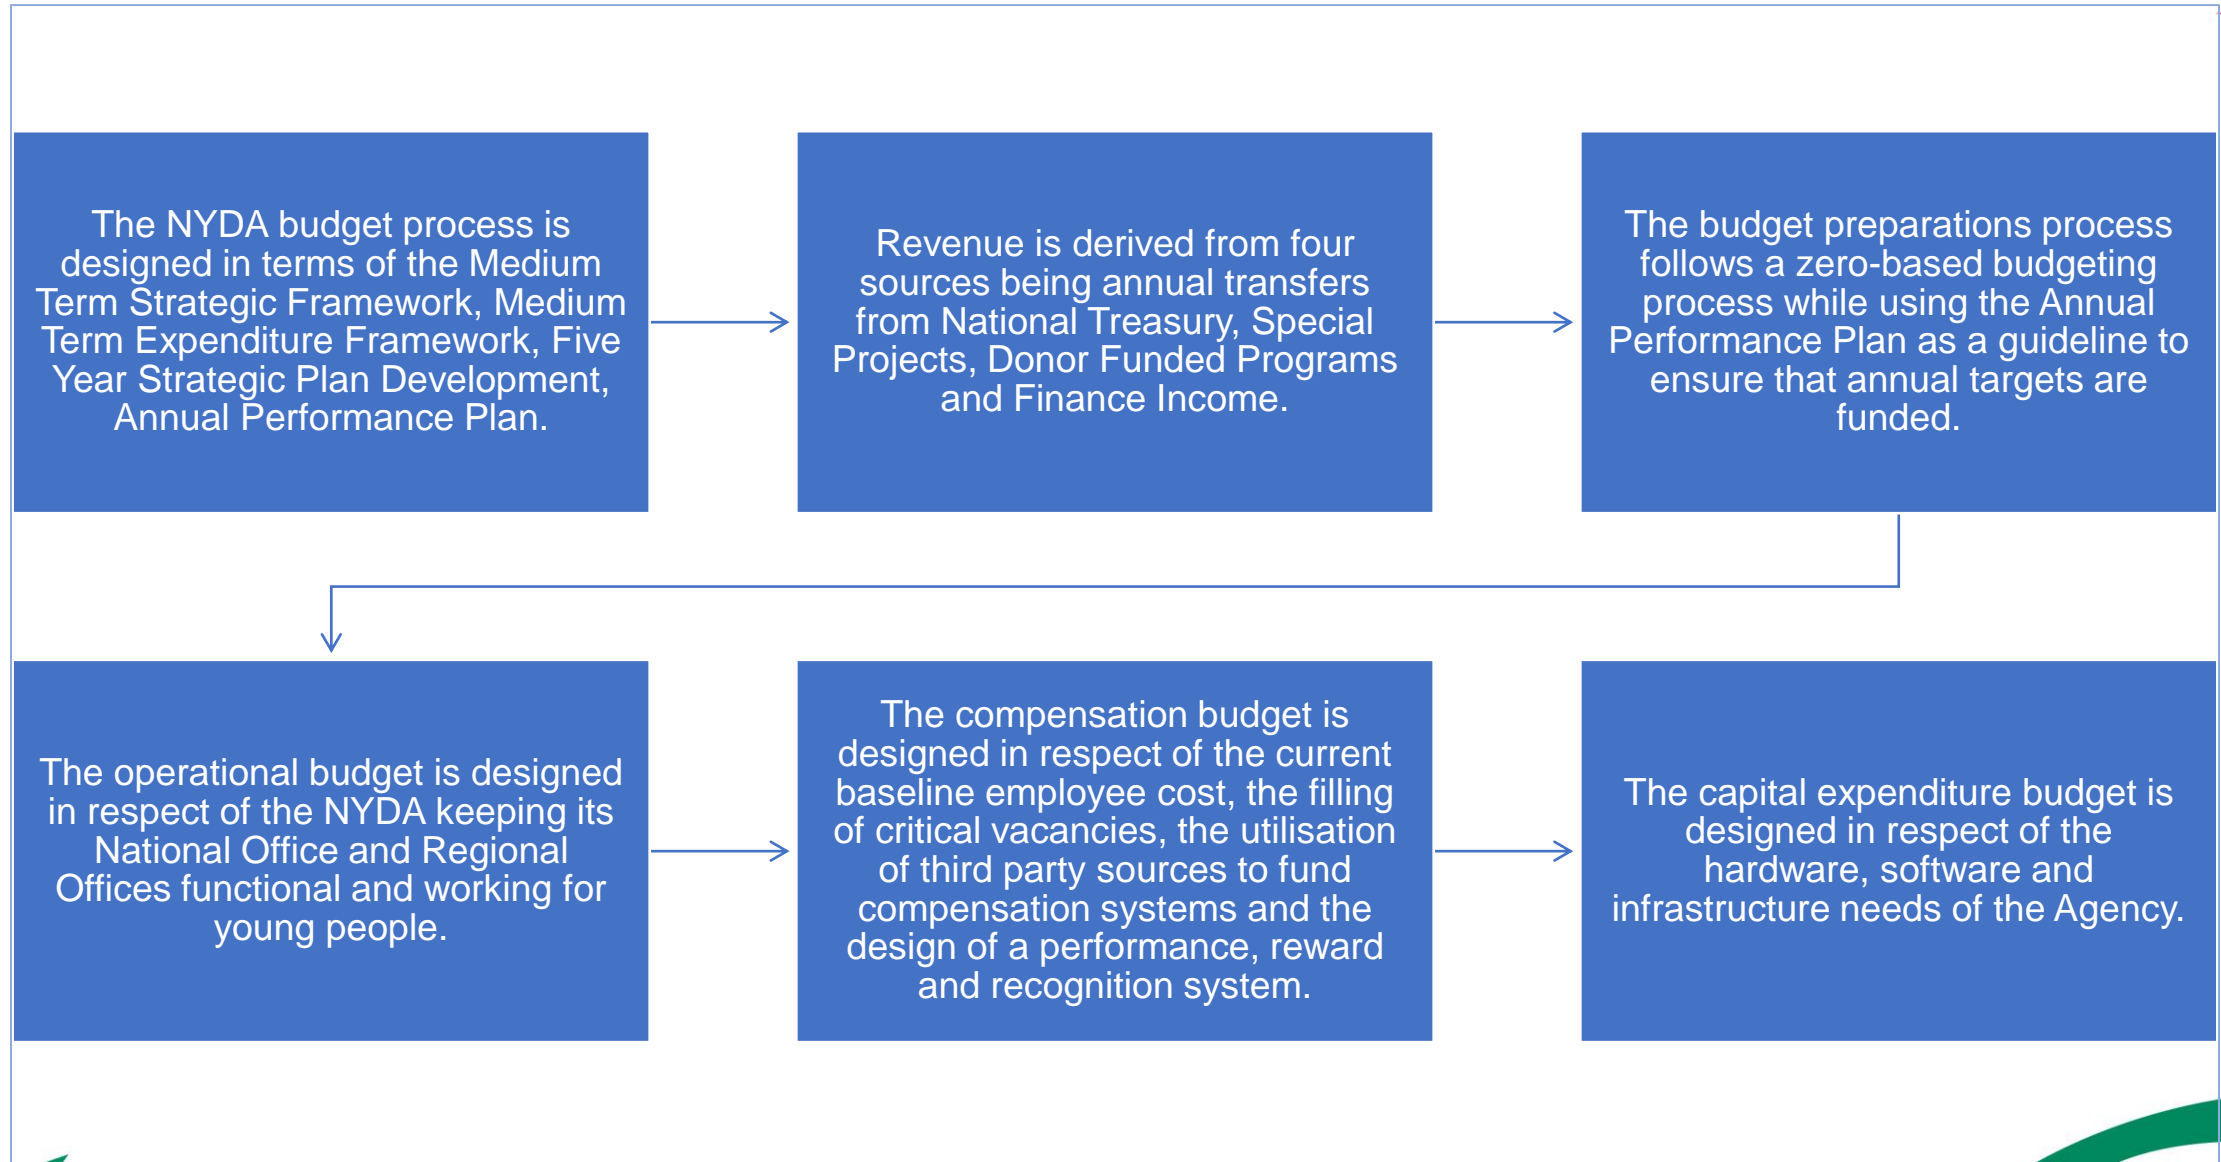 The NYDA budget process is
designed in terms of the Medium
Term Strategic Framework, Medium
Term Expenditure Framework, Five
Year Strategic Plan Development,
Annual Performance Plan.
Revenue is derived from four
sources being annual transfers
from National Treasury, Special
Projects, Donor Funded Programs
and Finance Income.
The budget preparations process
follows a zero-based budgeting
process while using the Annual
Performance Plan as a guideline to
ensure that annual targets are
funded.
The operational budget is designed
in respect of the NYDA keeping its
National Office and Regional
Offices functional and working for
young people.
The compensation budget is
designed in respect of the current
baseline employee cost, the filling
of critical vacancies, the utilisation
of third party sources to fund
compensation systems and the
design of a performance, reward
and recognition system.
The capital expenditure budget is
designed in respect of the
hardware, software and
infrastructure needs of the Agency.